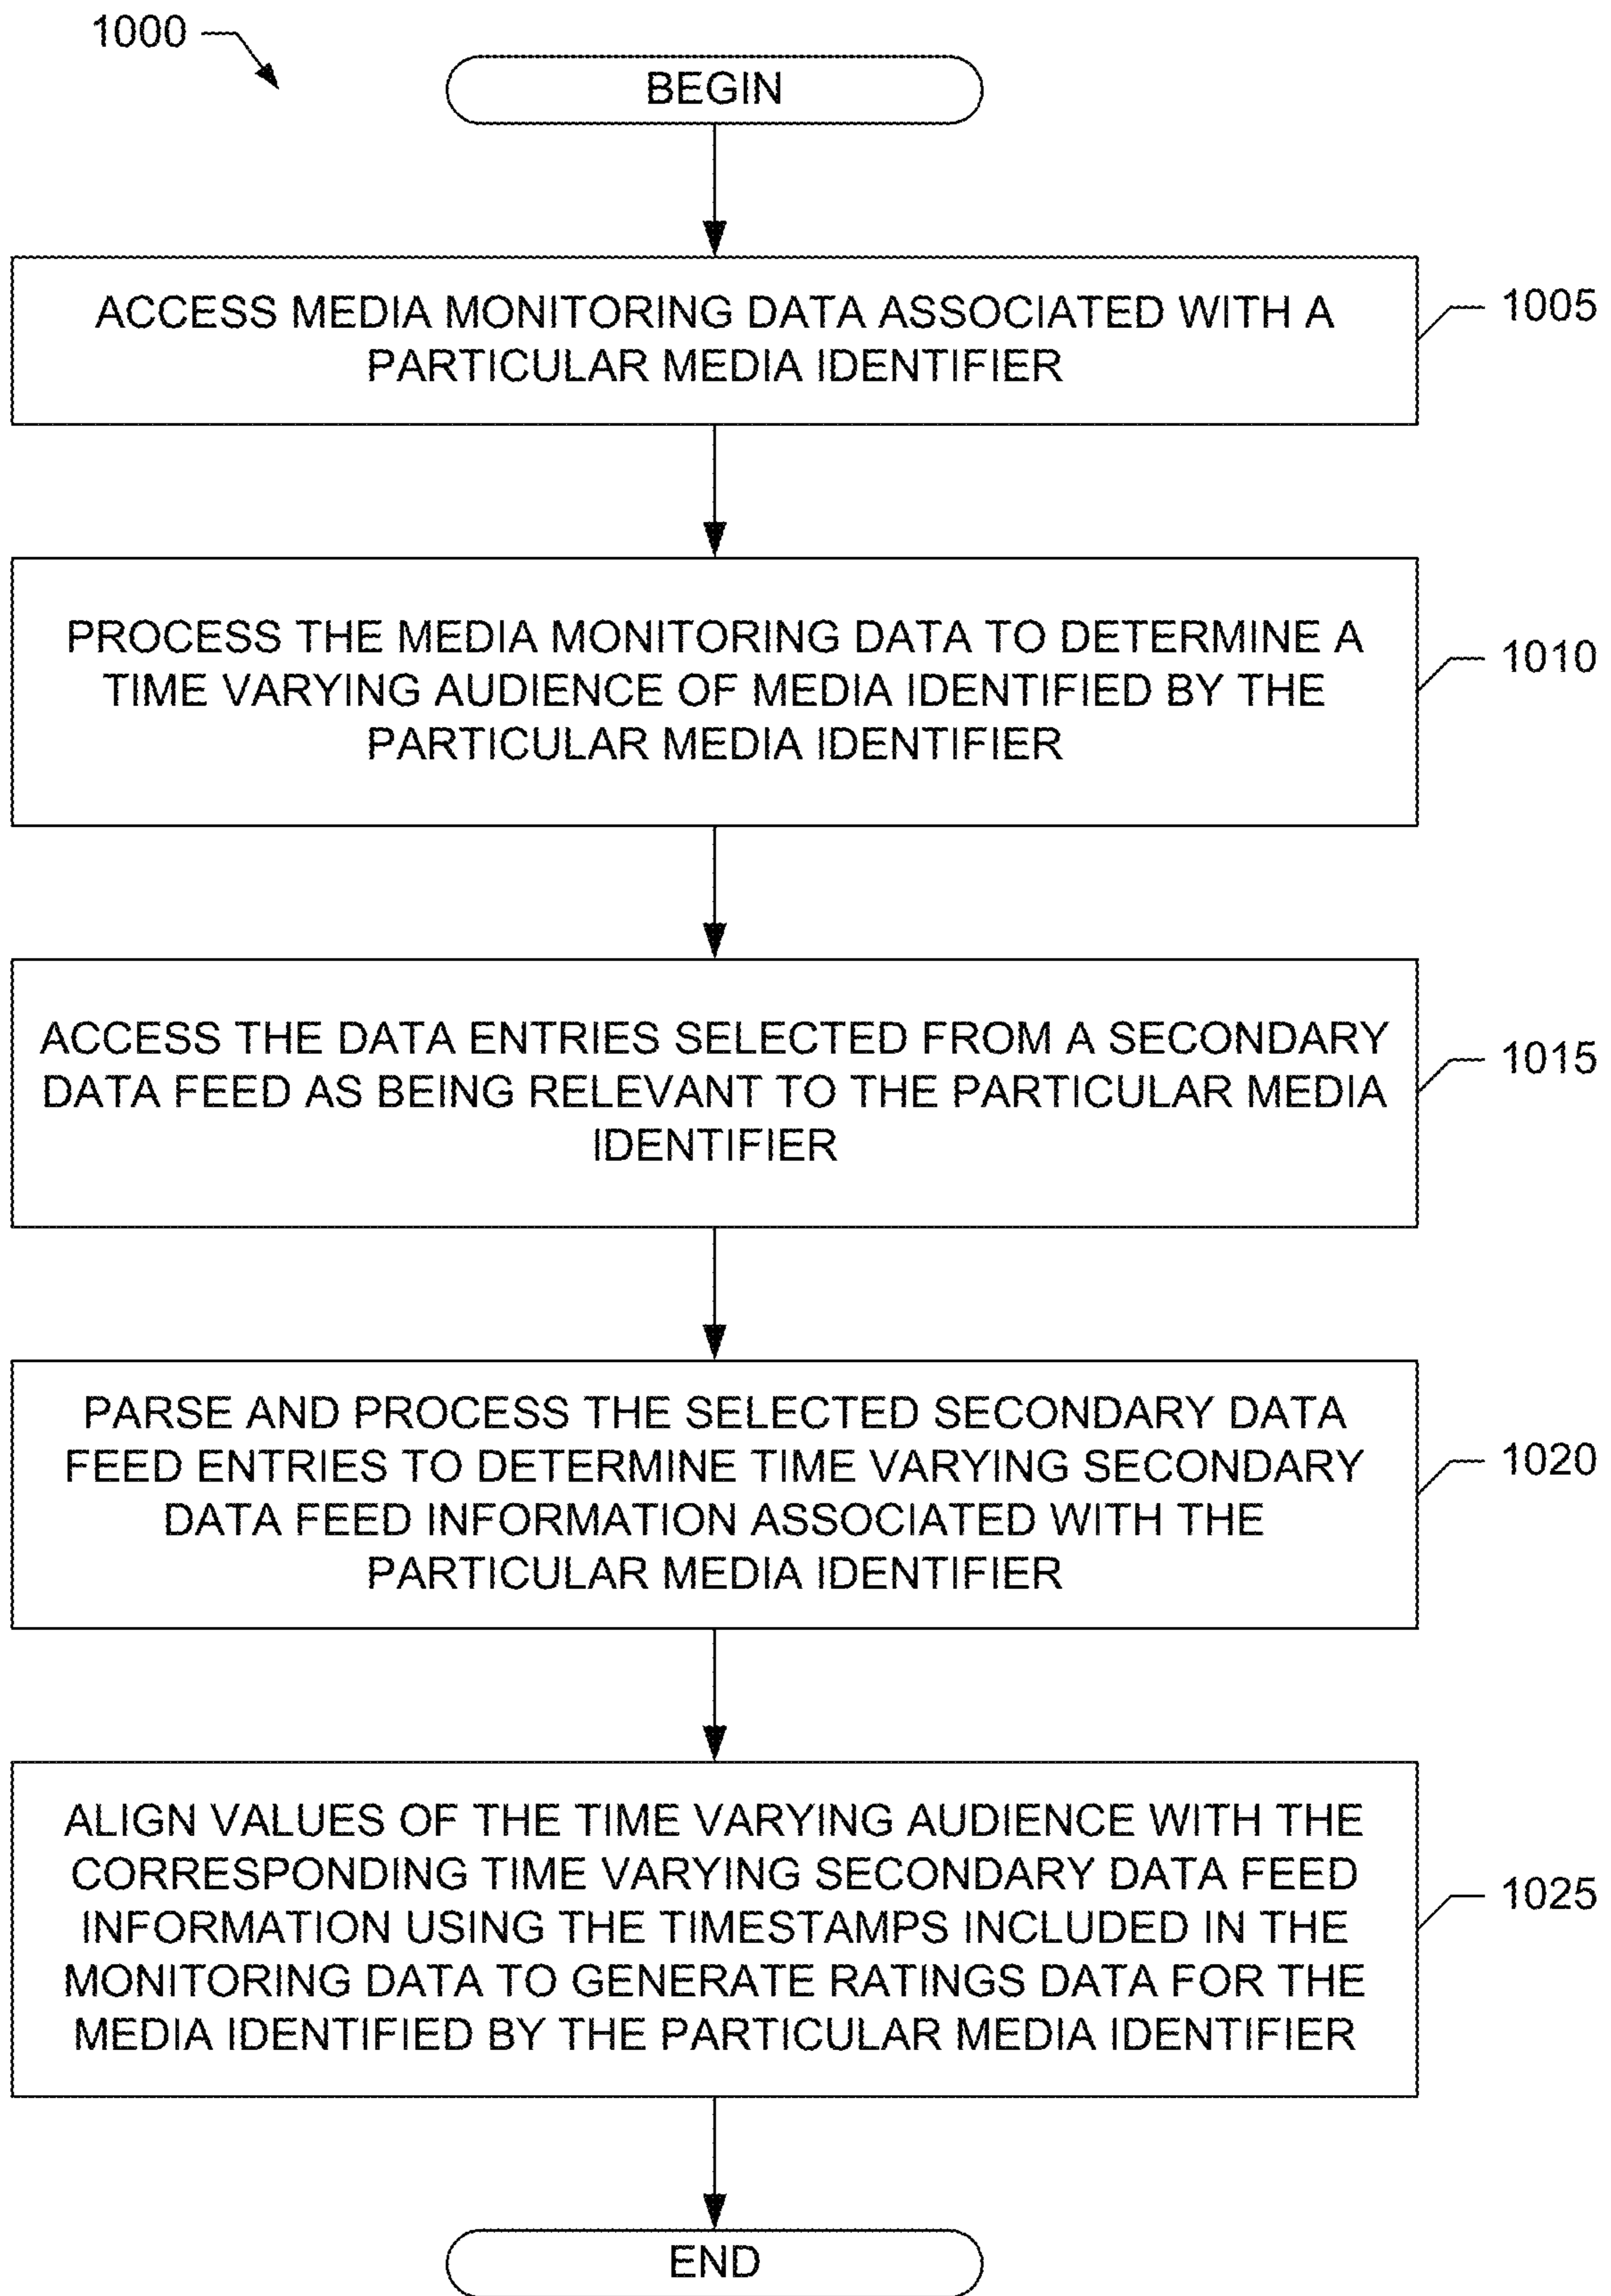 1000
BEGIN
ACCESS MEDIA MONITORING DATA ASSOCIATED WITH A
PARTICULAR MEDIA IDENTIFIER
1005
PROCESS THE MEDIA MONITORING DATA TO DETERMINE A
TIME VARYING AUDIENCE OF MEDIA IDENTIFIED BY THE
PARTICULAR MEDIA IDENTIFIER
1010
ACCESS THE DATA ENTRIES SELECTED FROM A SECONDARY
DATA FEED AS BEING RELEVANT TO THE PARTICULAR MEDIA
IDENTIFIER
1015
PARSE AND PROCESS THE SELECTED SECONDARY DATA
FEED ENTRIES TO DETERMINE TIME VARYING SECONDARY
DATA FEED INFORMATION ASSOCIATED WITH THE
PARTICULAR MEDIA IDENTIFIER
1020
ALIGN VALUES OF THE TIME VARYING AUDIENCE WITH THE
CORRESPONDING TIME VARYING SECONDARY DATA FEED
INFORMATION USING THE TIMESTAMPS INCLUDED IN THE
MONITORING DATA TO GENERATE RATINGS DATA FOR THE
MEDIA IDENTIFIED BY THE PARTICULAR MEDIA IDENTIFIER
1025
END